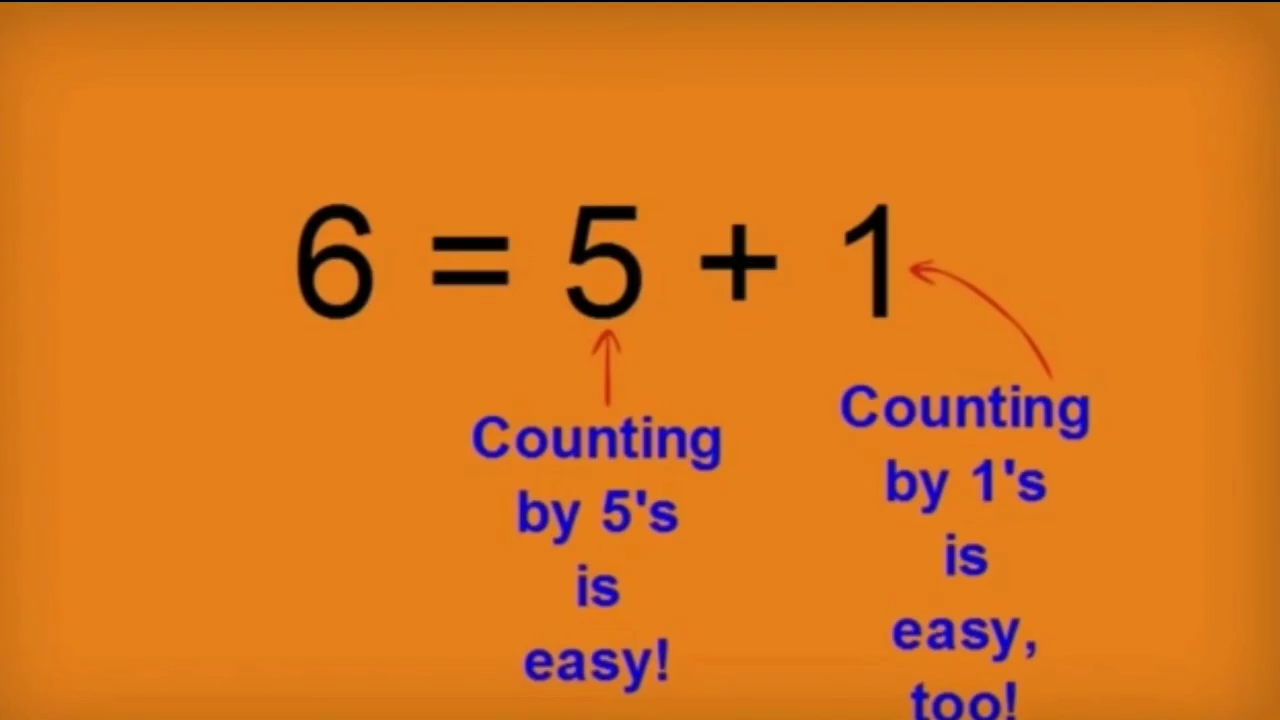 6 = 5 + 1
Counting
by 5's
is
easy!
Counting
by 1's
is
easy,
too!